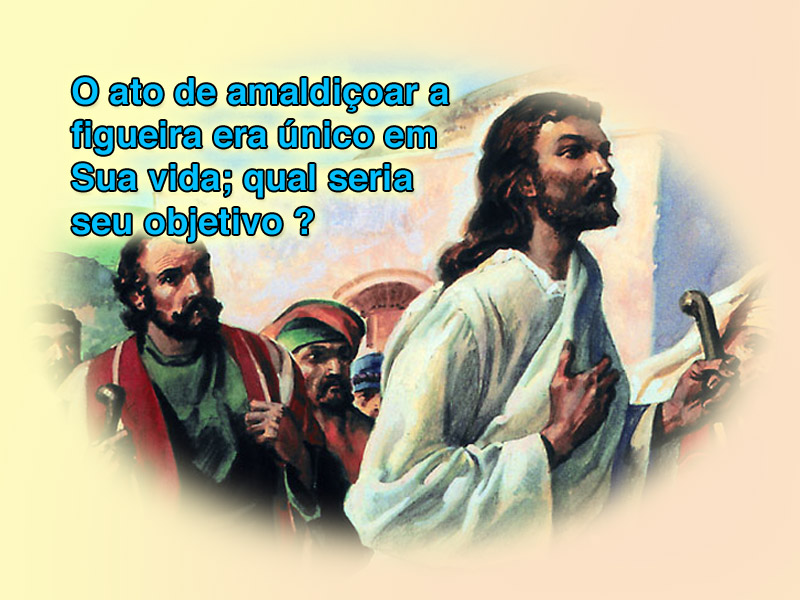 O ato de amaldiçoar a
figueira era único em
Sua vida; qual seria
seu objetivo ?